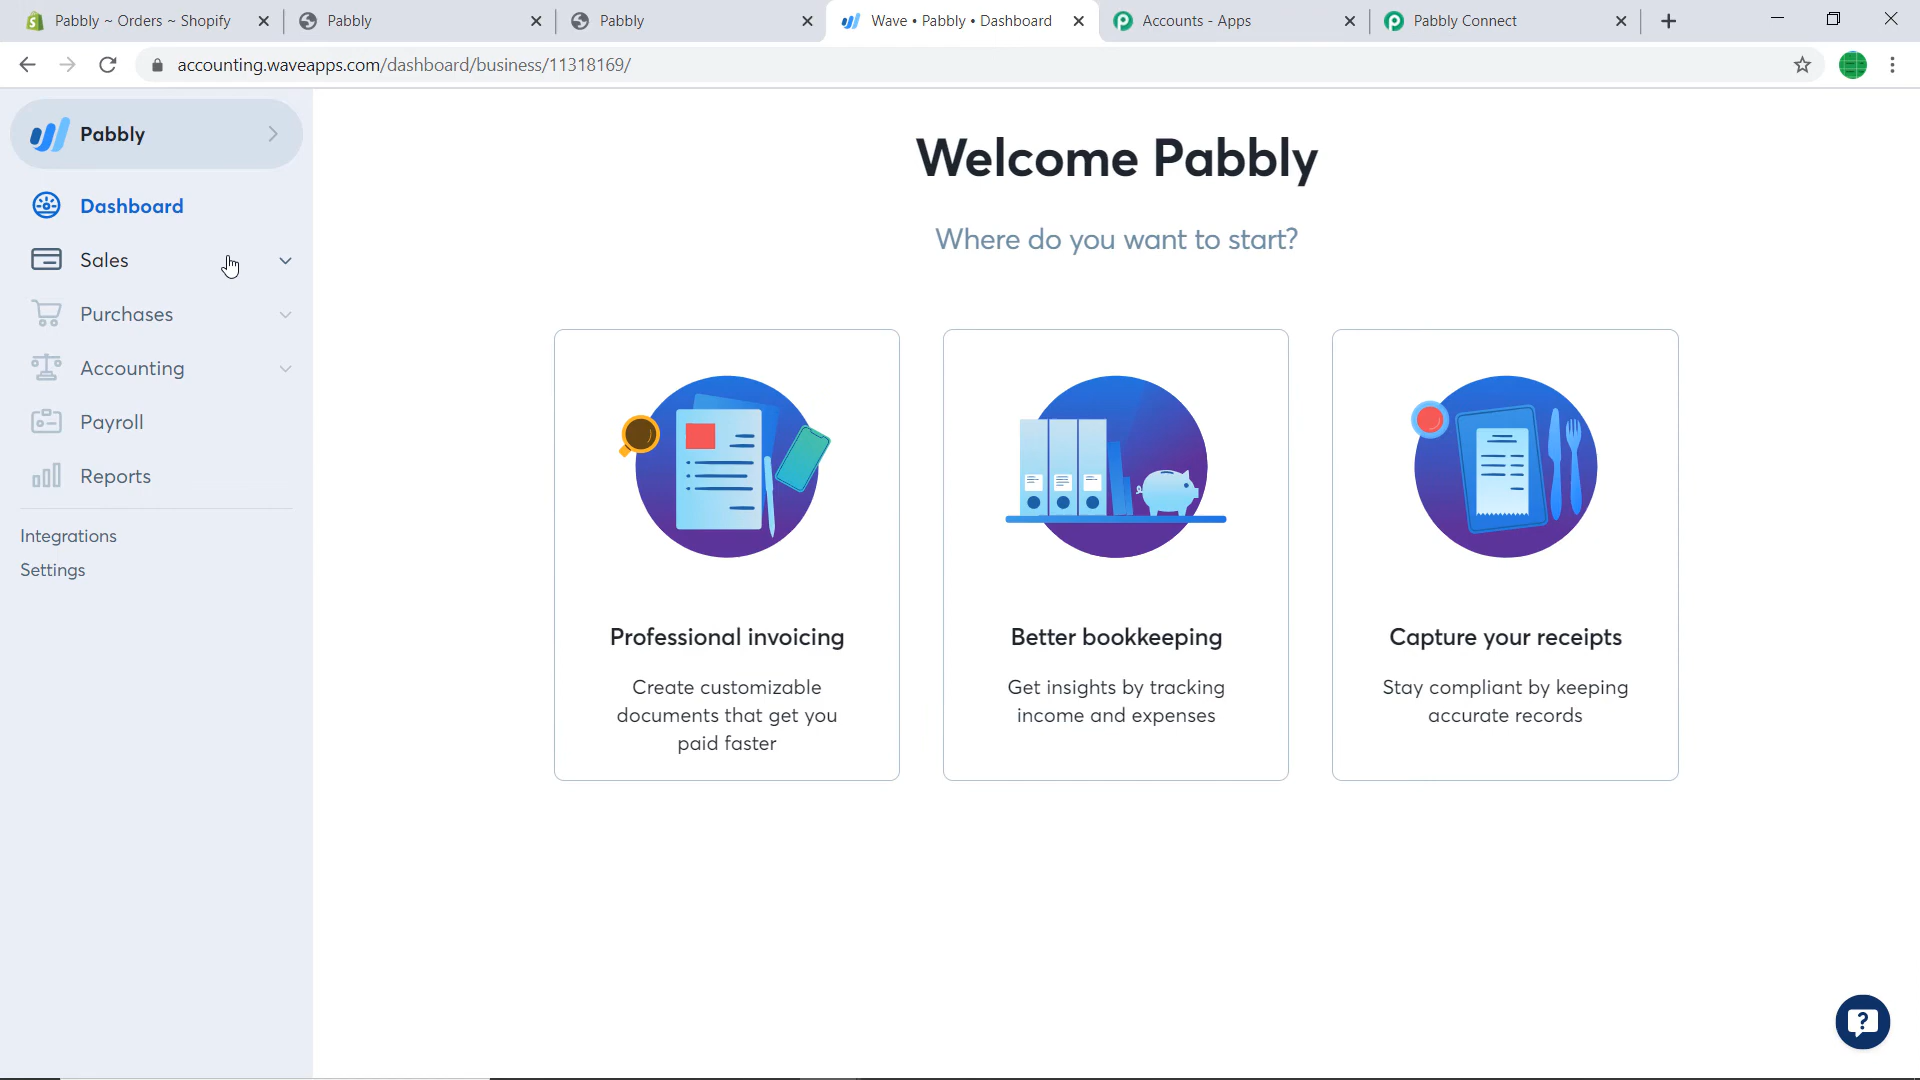 Pabbly ~ Orders ~ Shopify
Pabbly
Pabbly
Wave • Pabbly • Dashboard
Accounts - Apps
Pabbly Connect
accounting.waveapps.com/dashboard/business/11318169/
Pabbly
Dashboard
Sales
Purchases
Accounting
Payroll
Reports
Integrations
Settings
Welcome Pabbly
Where do you want to start?
Professional invoicing
Create customizable
documents that get you
paid faster
Better bookkeeping
Get insights by tracking
income and expenses
Capture your receipts
Stay compliant by keeping
accurate records
?